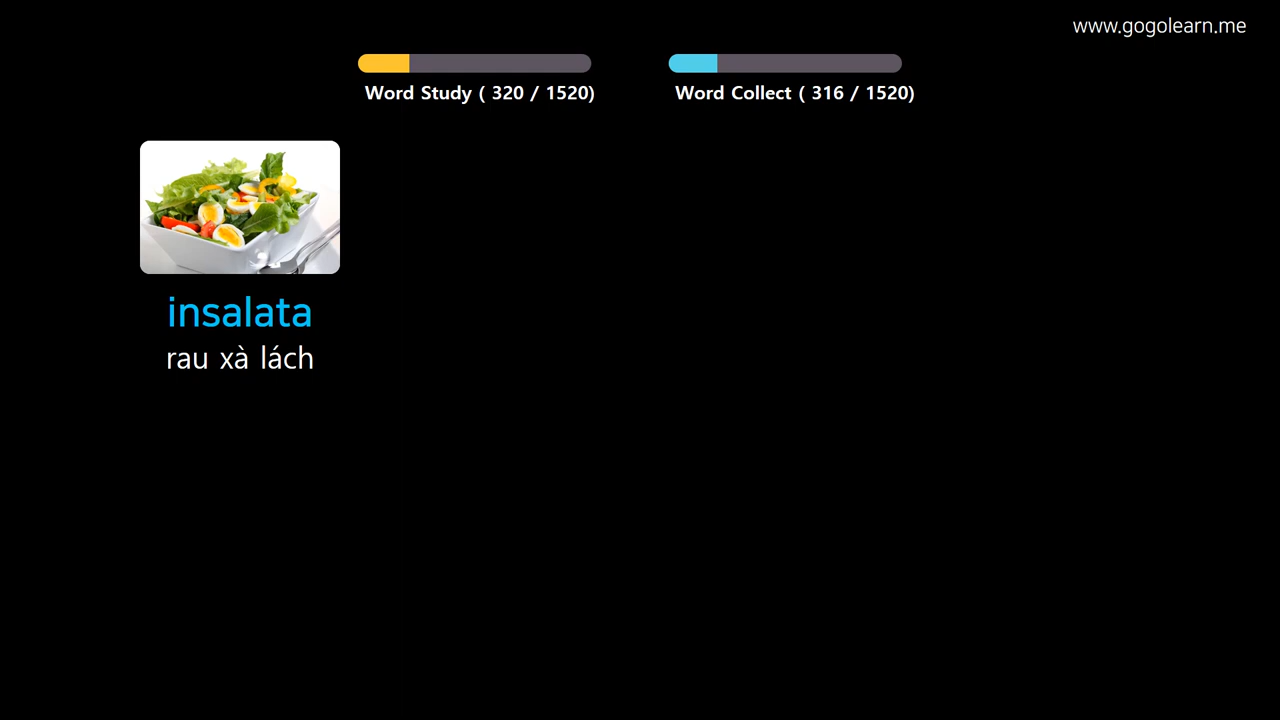 www.gogolearn.me
Word Study ( 320 / 1520)
Word Collect ( 316 / 1520)
insalata
rau xà lách